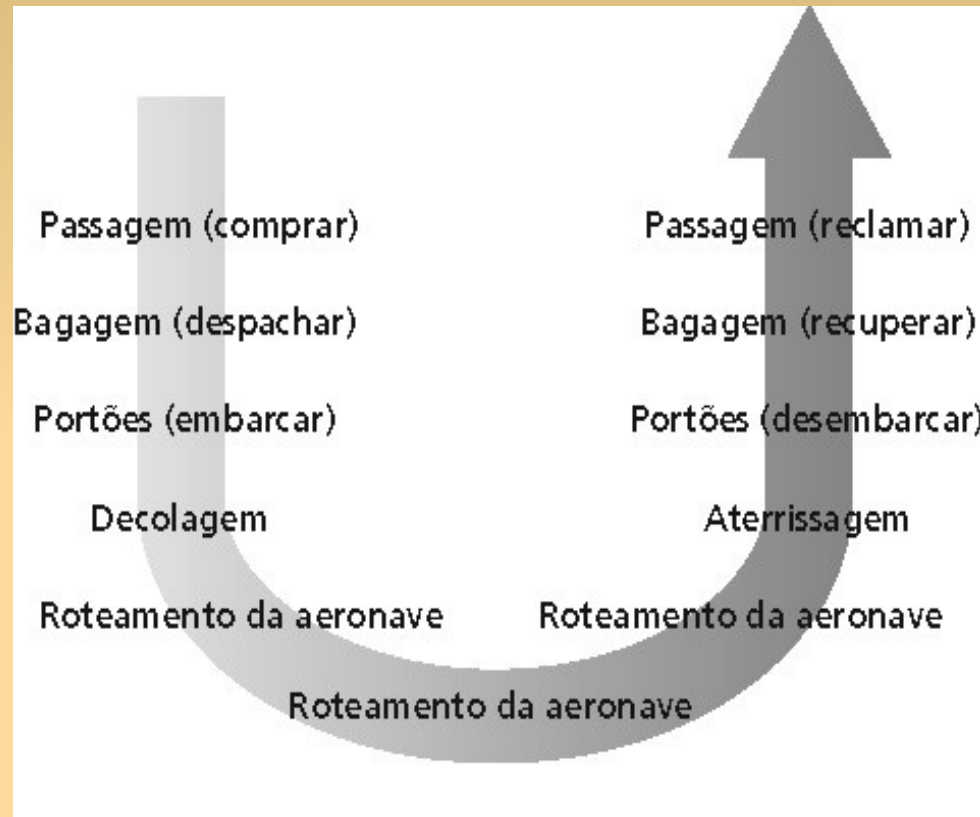 Passagem (comprar)
Passagem (reclamar)
Bagagem (despachar)
Bagagem (recuperar)
Portões (embarcar)
Portões (desembarcar)
Decolagem
Aterrissagem
Roteamento da aeronave
Roteamento da aeronave
Roteamento da aeronave